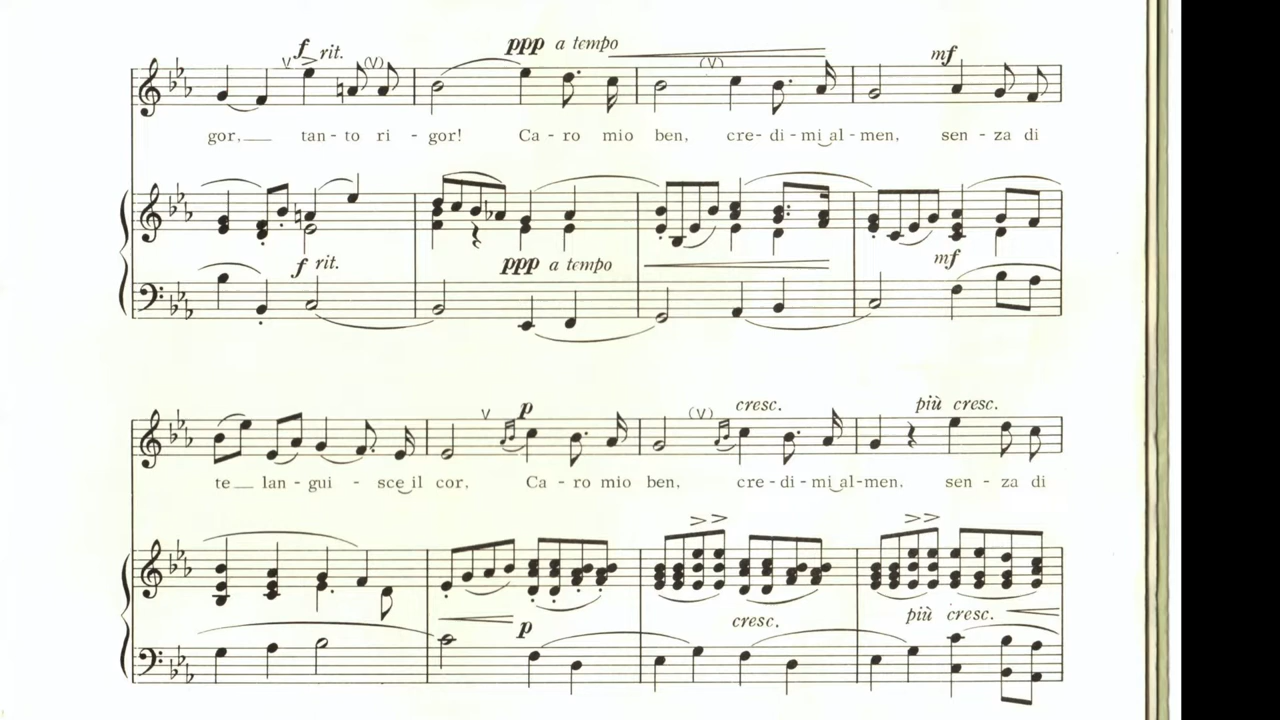 f rit. ppp a tempo mf
gor, tan - to ri - gor! Ca - ro mio ben, cre - di - mi al - men, sen - za di
f rit. ppp a tempo mf
p cresc. più cresc.
te lan - gui - sce il cor, Ca - ro mio ben, cre - di - mi al - men, sen - za di
p cresc. più cresc.